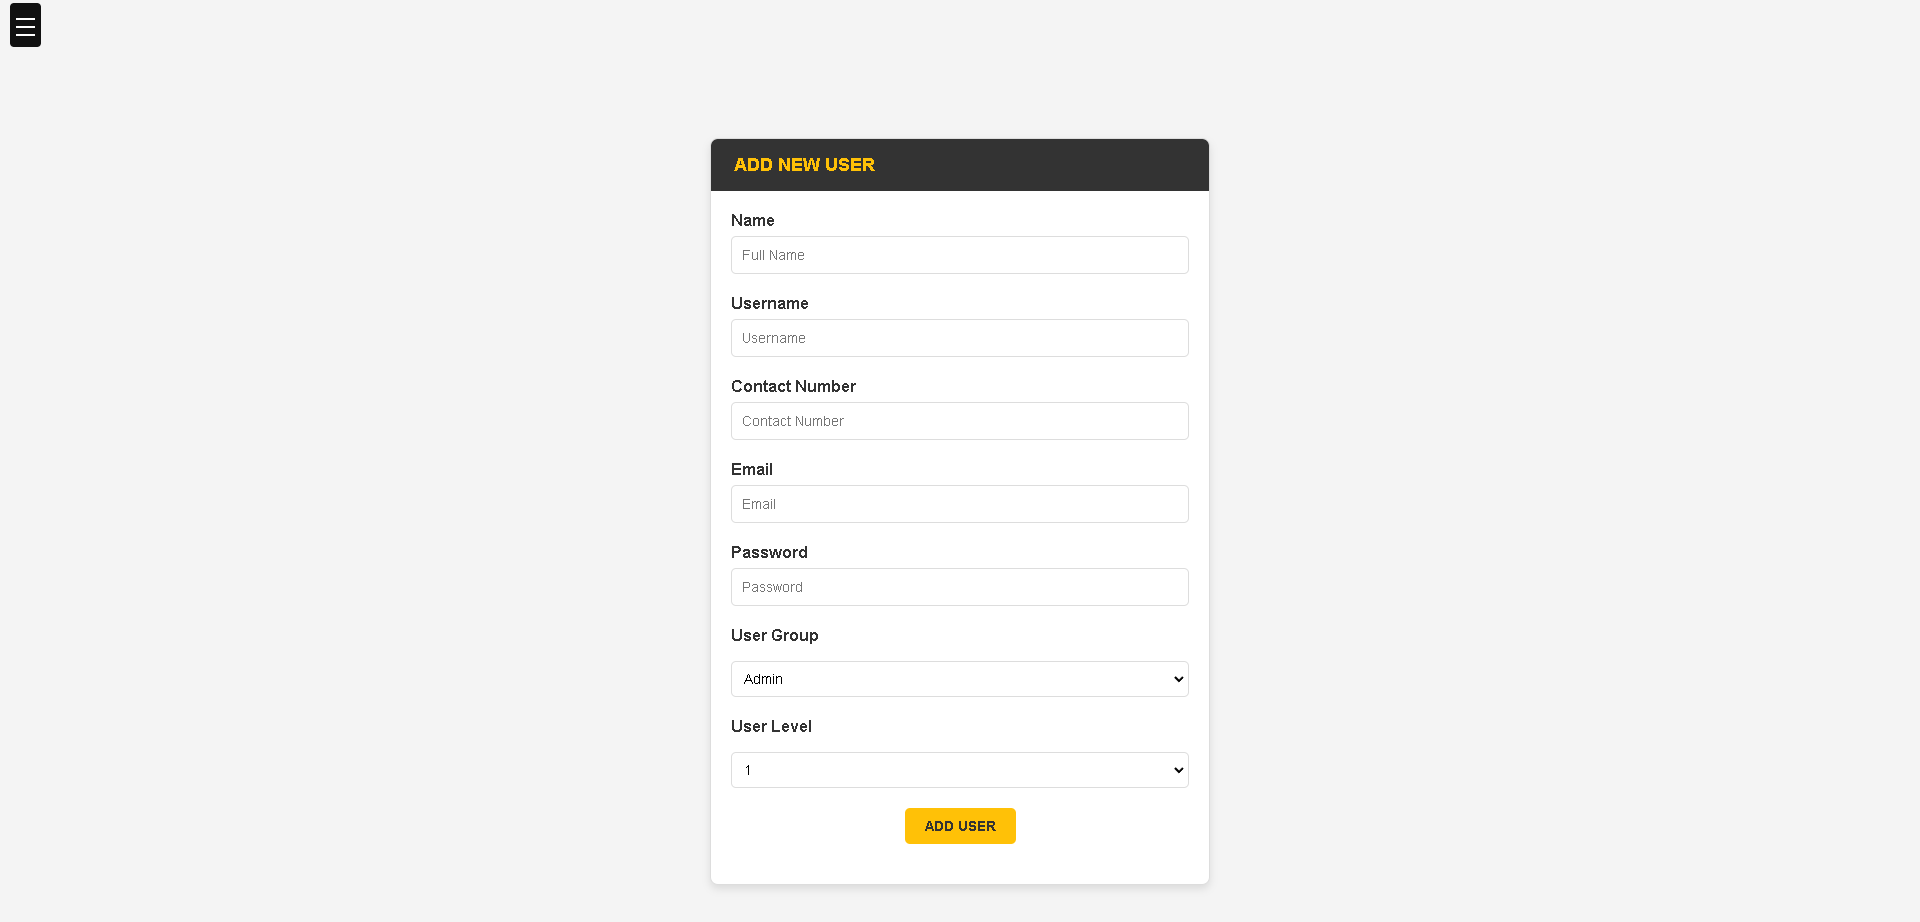 ADD NEW USER
Name
Full Name
Username
Username
Contact Number
Contact Number
Email
Email
Password
Password
User Group
Admin
User Level
1
ADD USER